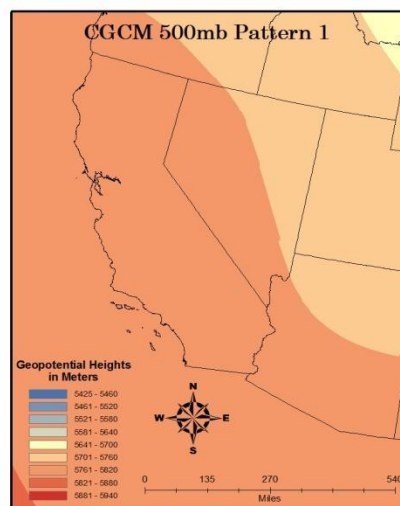 CGCM 500mb Pattern 1
Geopotential Heights
in Meters
5425 - 5460
5461 - 5520
5521 - 5580
5581 - 5640
5641 - 5700
5701 - 5760
5761 - 5820
5821 - 5880
5881 - 5940
N
W E
S
0 135 270 540
Miles